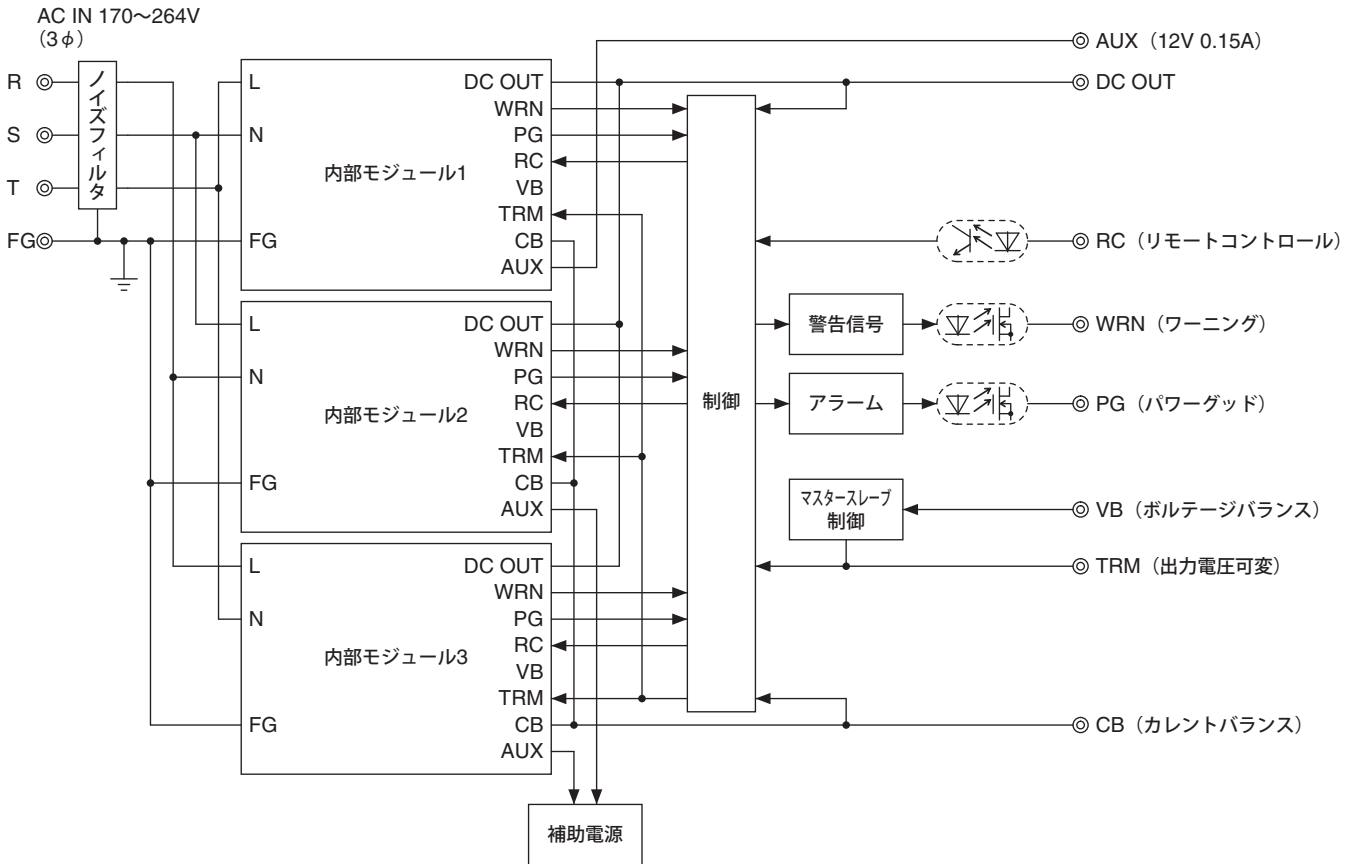 AC IN 170～264V
(3φ)
R
S
T
FG
ノイズフィルタ
L
N
FG
内部モジュール1
DC OUT
WRN
PG
RC
VB
TRM
CB
AUX
L
N
FG
内部モジュール2
DC OUT
WRN
PG
RC
VB
TRM
CB
AUX
L
N
FG
内部モジュール3
DC OUT
WRN
PG
RC
VB
TRM
CB
AUX
補助電源
制御
警告信号
アラーム
マスタースレーブ
制御
AUX（12V 0.15A）
DC OUT
RC（リモートコントロール）
WRN（ワーニング）
PG（パワーグッド）
VB（ボルテージバランス）
TRM（出力電圧可変）
CB（カレントバランス）